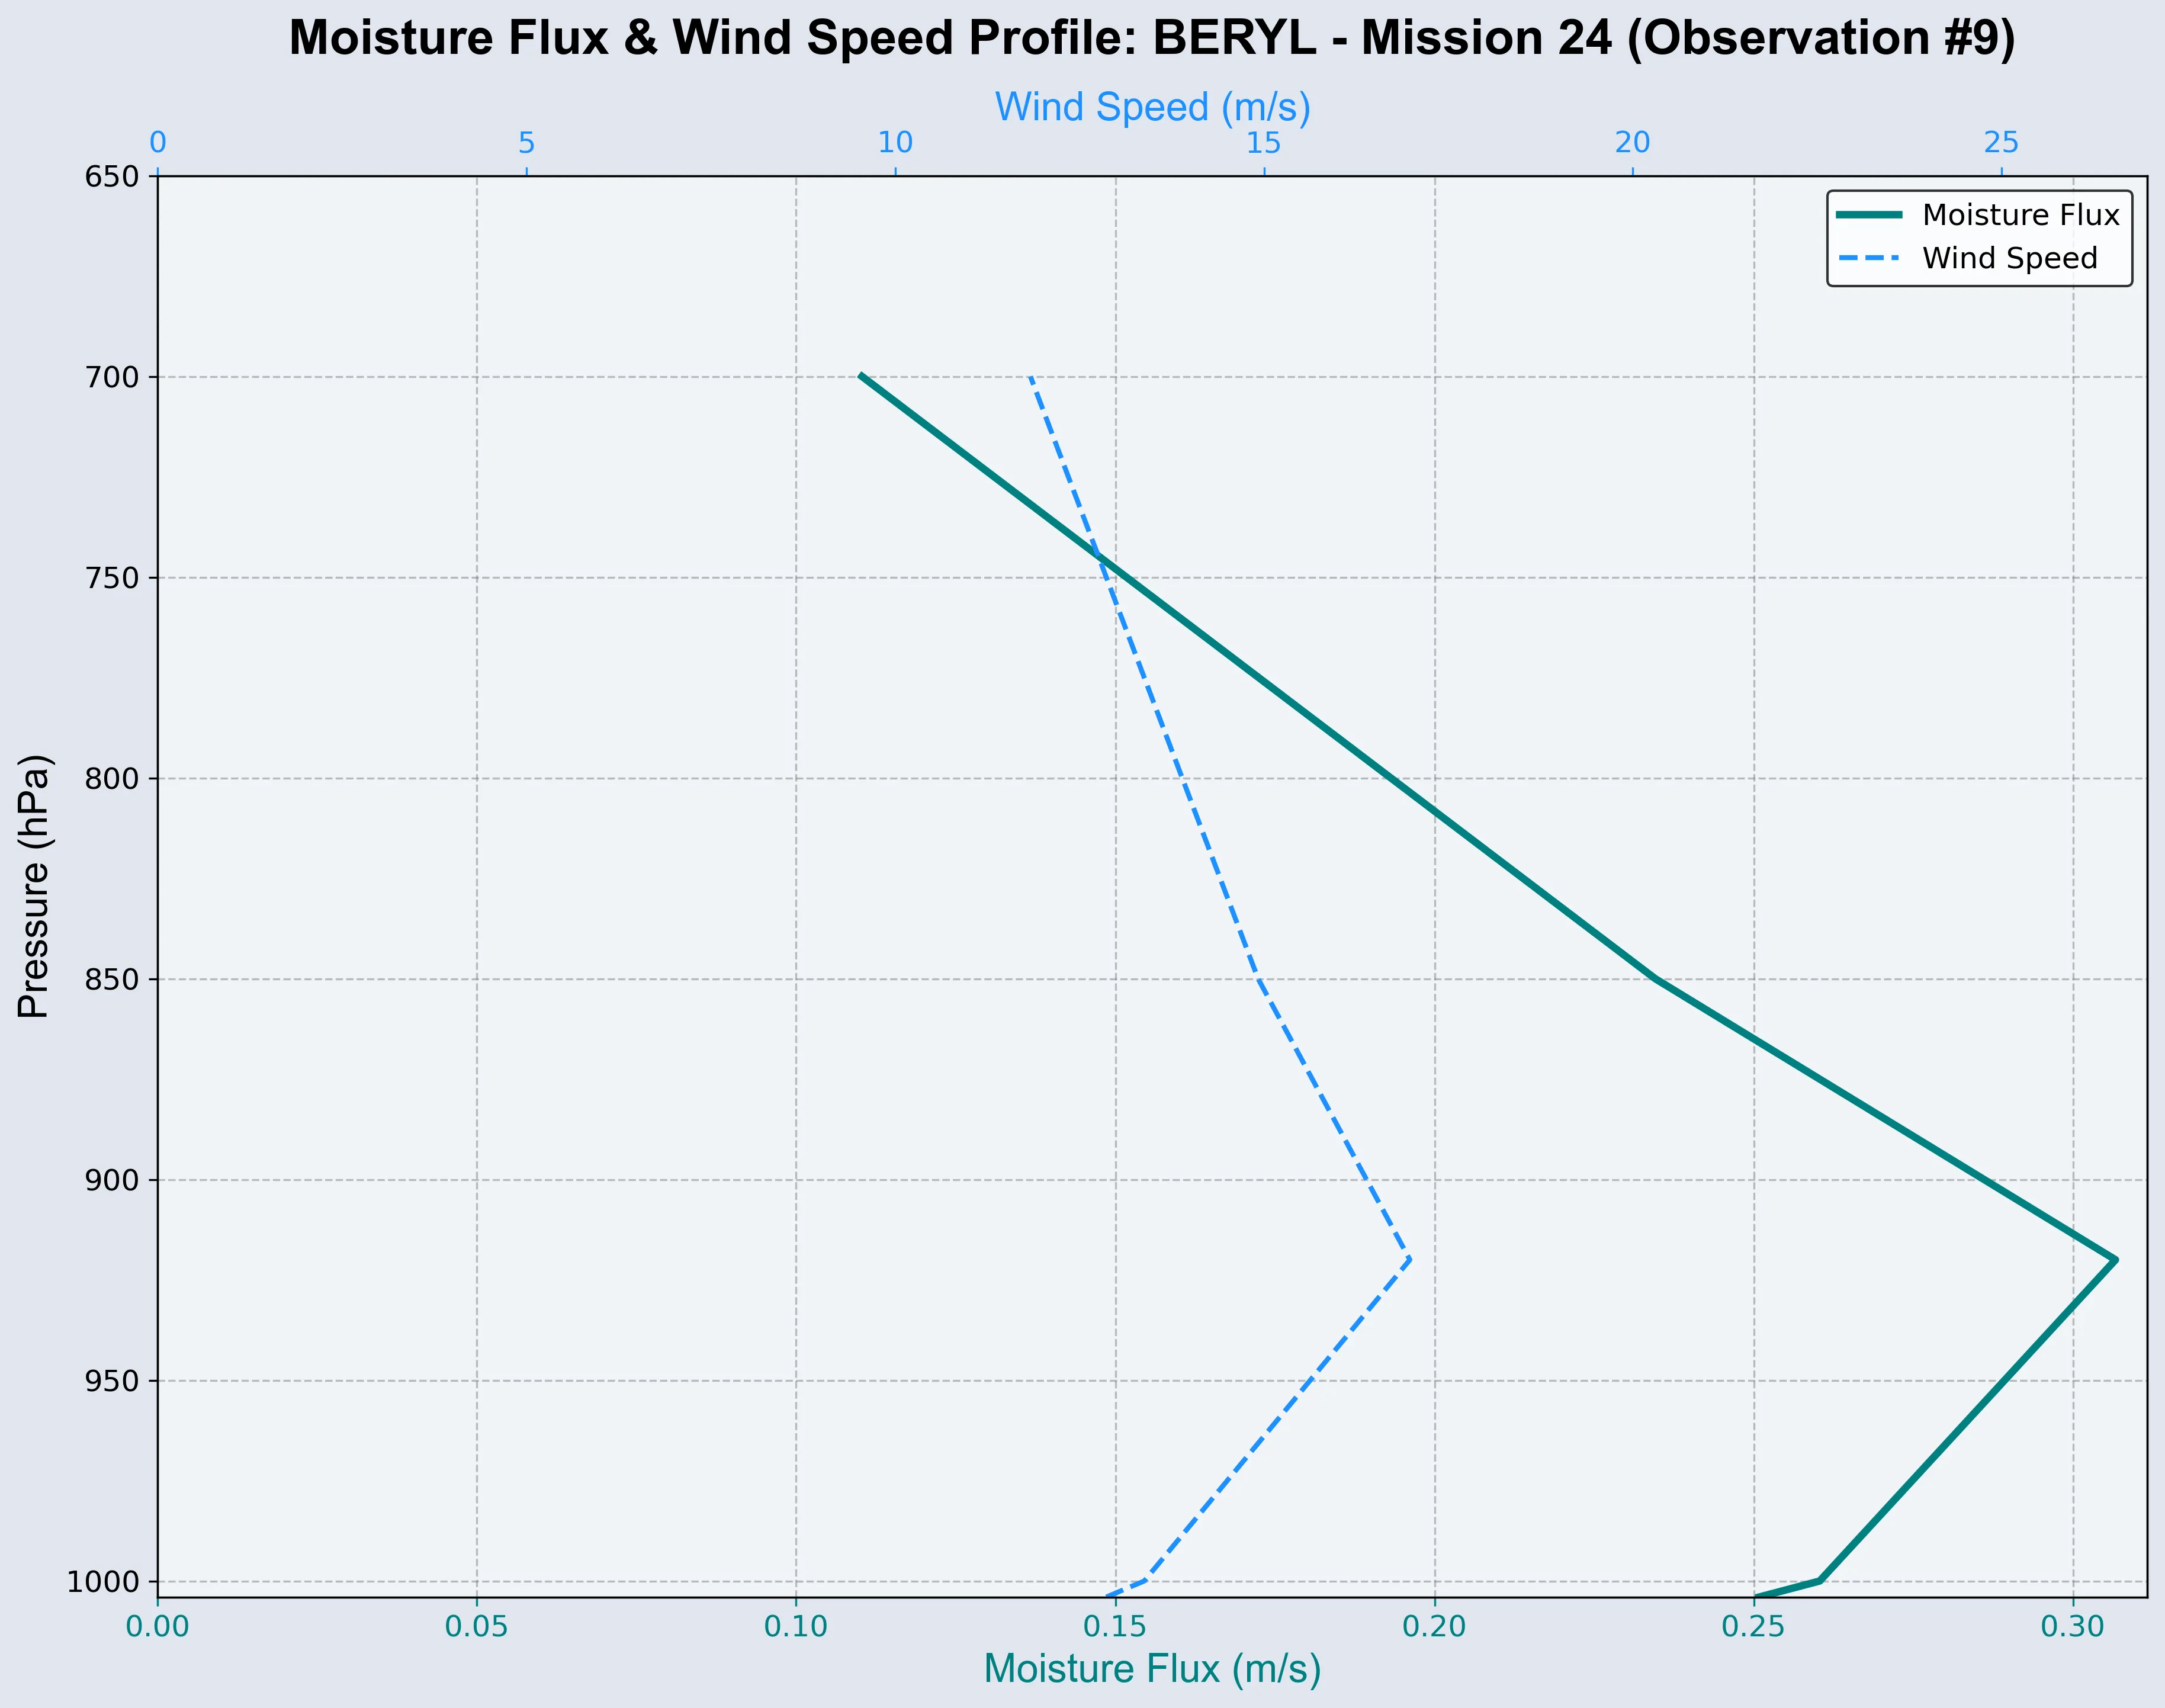 Moisture Flux & Wind Speed Profile: BERYL - Mission 24 (Observation #9)
Wind Speed (m/s)
0 5 10 15 20 25
Moisture Flux
Wind Speed
Pressure (hPa)
650
700
750
800
850
900
950
1000
0.00 0.05 0.10 0.15 0.20 0.25 0.30
Moisture Flux (m/s)